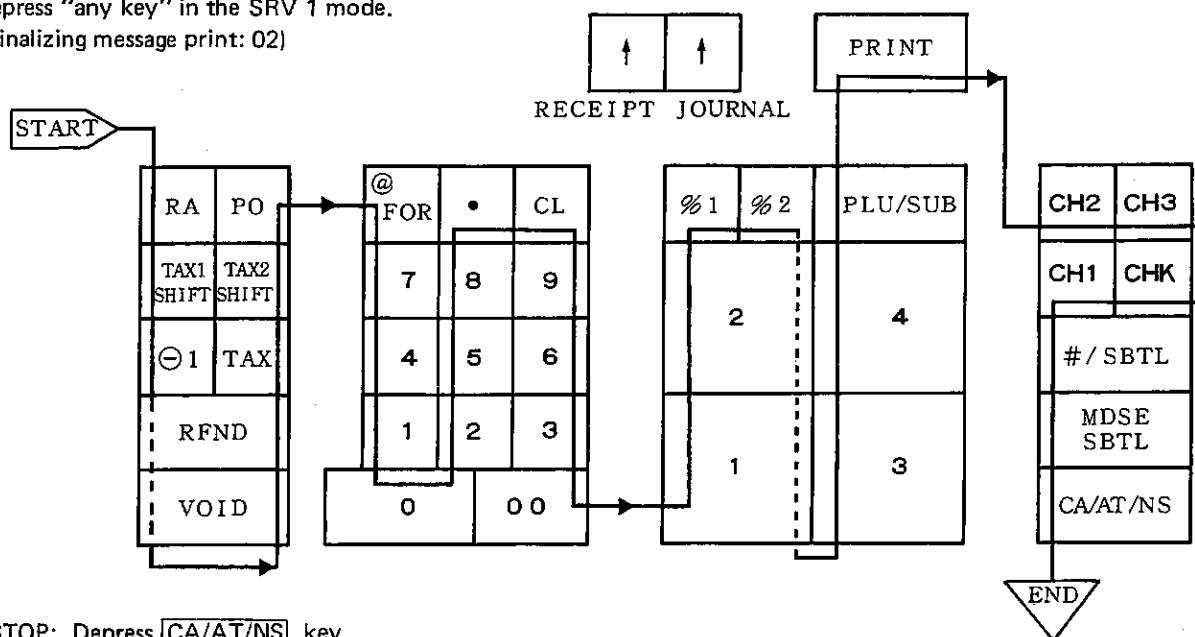 epress "any key" in the SRV 1 mode.
inalizing message print: 02)
↑ ↑ PRINT
RECEIPT JOURNAL
START
RA PO @ FOR • CL %1 %2 PLU/SUB CH2 CH3
TAX1 SHIFT TAX2 SHIFT 7 8 9 2 4 CH1 CHK
⊖1 TAX 4 5 6 #/SBTL
RFND 1 2 3 1 3 MDSE SBTL
VOID 0 00 CA/AT/NS
END
STOP: Depress CA/AT/NS key